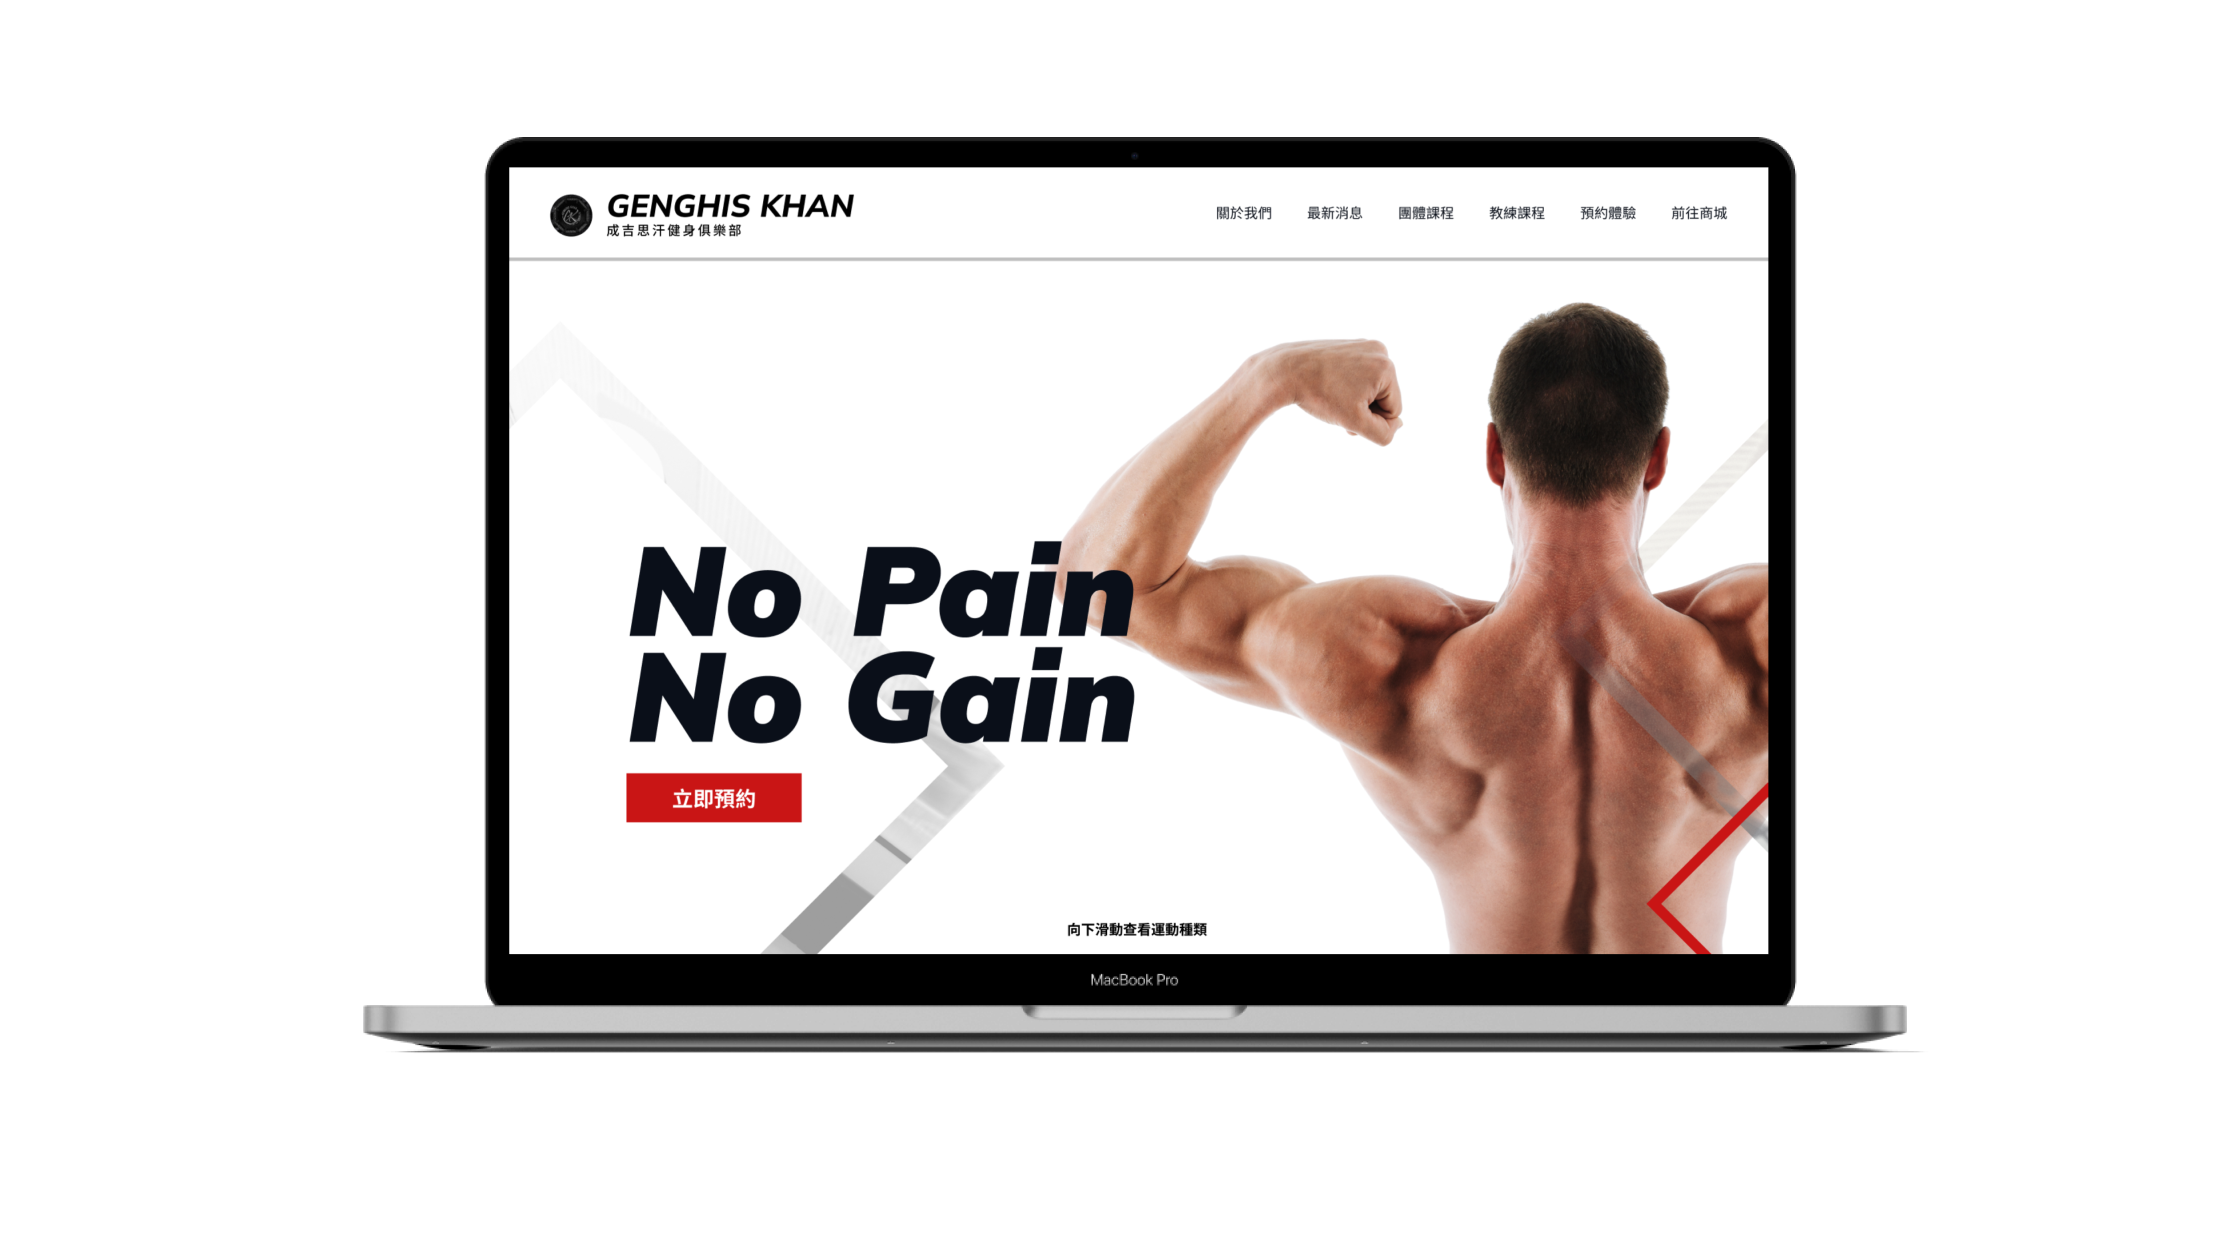 GENGHIS KHAN
成吉思汗健身俱樂部
關於我們 最新消息 團體課程 教練課程 預約體驗 前往商城
No Pain
No Gain
立即預約
向下滑動查看運動種類
MacBook Pro